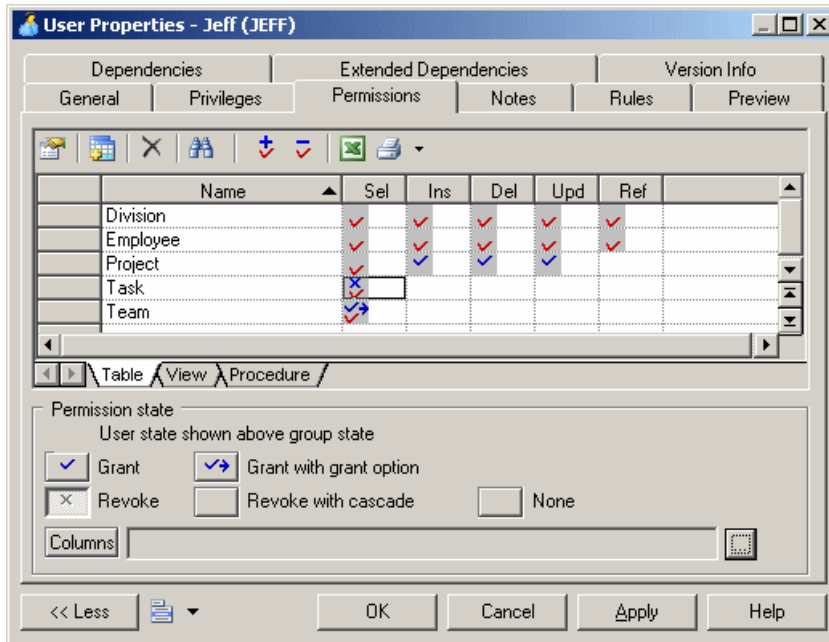 User Properties - Jeff (JEFF)
Dependencies Extended Dependencies Version Info
General Privileges Permissions Notes Rules Preview
Name Sel Ins Del Upd Ref
Division
Employee
Project
Task
Team
Table View Procedure
Permission state
User state shown above group state
Grant Grant with grant option
Revoke Revoke with cascade None
Columns
<< Less OK Cancel Apply Help